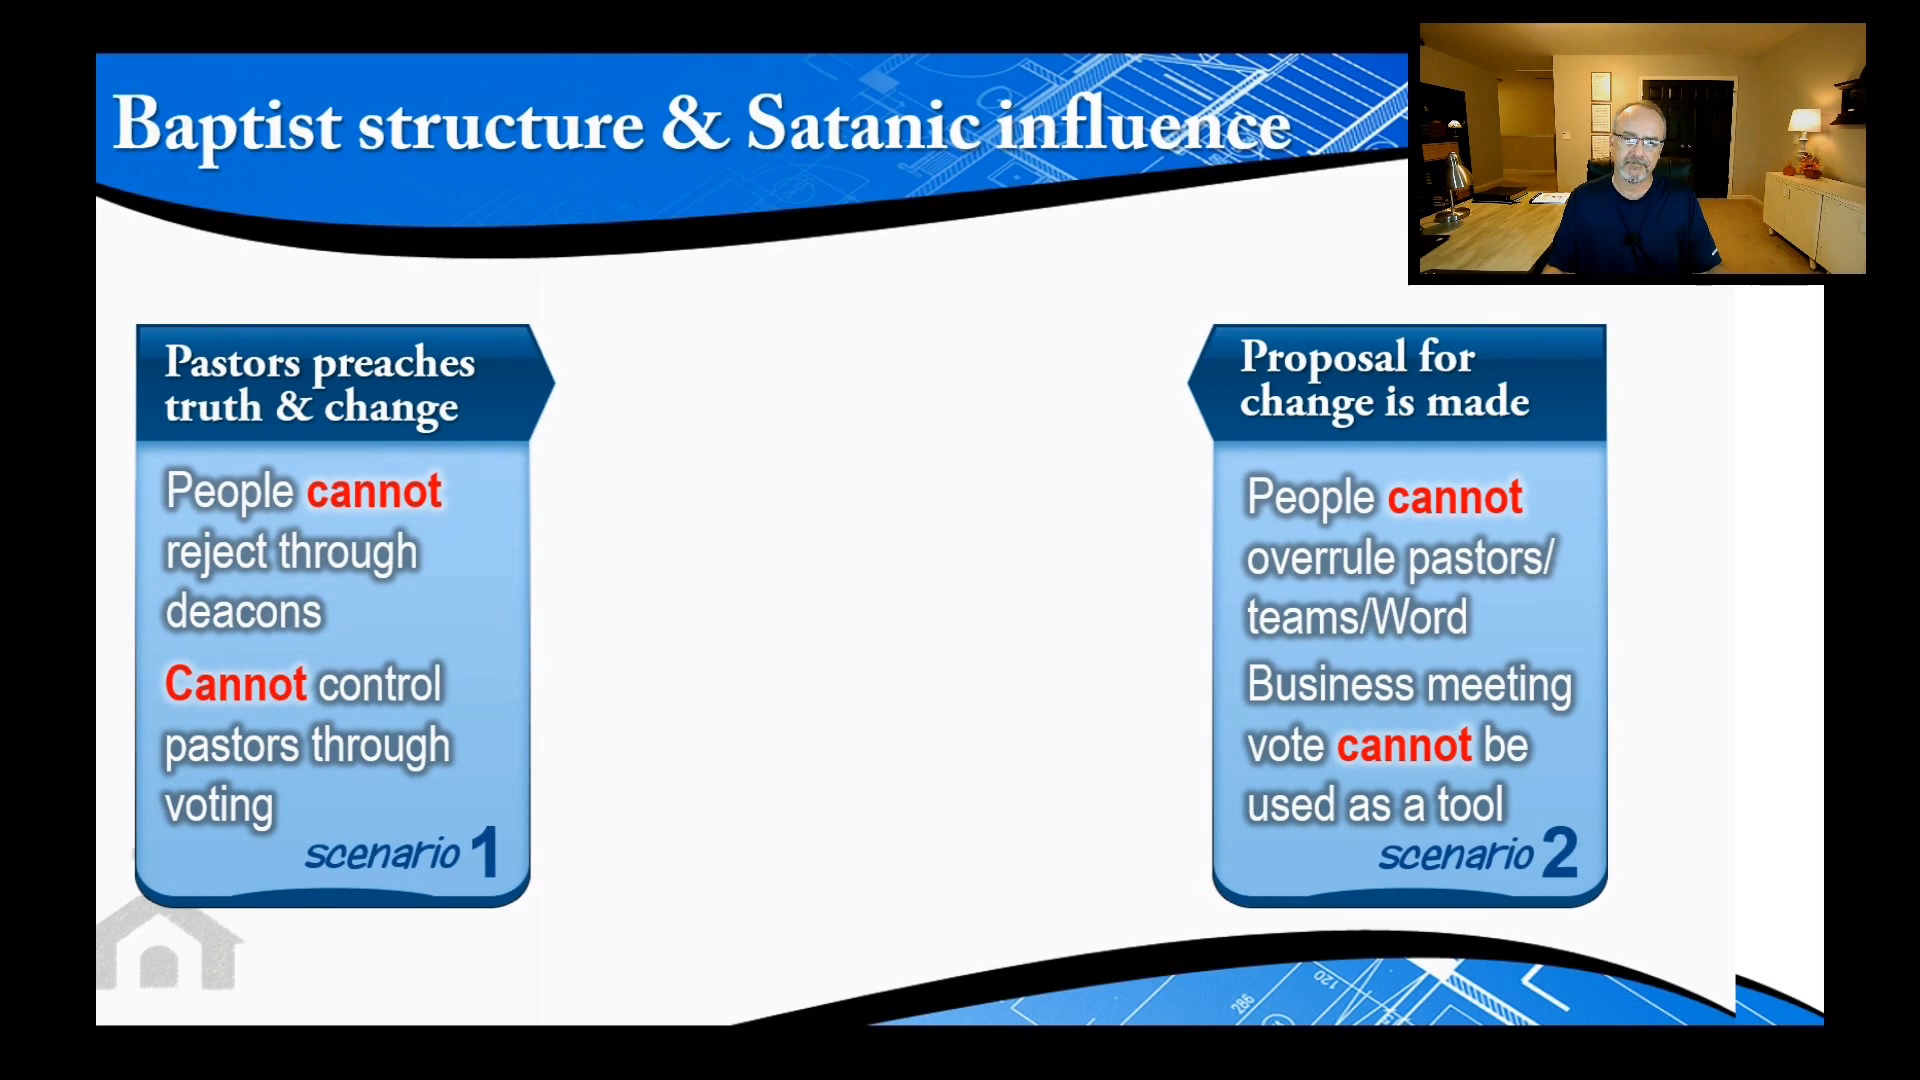 Baptist structure & Satanic influence
Pastors preaches
truth & change
People cannot
reject through
deacons
Cannot control
pastors through
voting
scenario 1
Proposal for
change is made
People cannot
overrule pastors/
teams/Word
Business meeting
vote cannot be
used as a tool
scenario 2
286
120